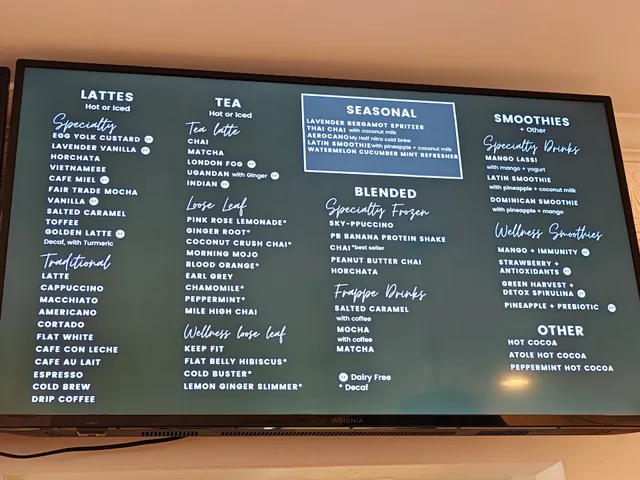 LATTES
Hot or Iced
Specialty
EGG YOLK CUSTARD
LAVENDER VANILLA
HORCHATA
VIETNAMESE
CAFE MIEL
FAIR TRADE MOCHA
VANILLA
SALTED CARAMEL
TOFFEE
GOLDEN LATTE
Decaf, with Turmeric
Traditional
LATTE
CAPPUCCINO
MACCHIATO
AMERICANO
CORTADO
FLAT WHITE
CAFE CON LECHE
CAFE AU LAIT
ESPRESSO
COLD BREW
DRIP COFFEE
TEA
Hot or Iced
Tea latte
CHAI
MATCHA
LONDON FOG
UGANDAN with Ginger
INDIAN
Loose Leaf
PINK ROSE LEMONADE*
GINGER ROOT*
COCONUT CRUSH CHAI*
MORNING MOJO
BLOOD ORANGE*
EARL GREY
CHAMOMILE*
PEPPERMINT*
MILE HIGH CHAI
Wellness loose leaf
KEEP FIT
FLAT BELLY HIBISCUS*
COLD BUSTER*
LEMON GINGER SLIMMER*
SEASONAL
LAVENDER BERGAMOT SPRITZER
THAI CHAI with coconut milk
AEROCANO My Half nitro cold brew
LATIN SMOOTHIE with pineapple + coconut milk
WATERMELON CUCUMBER MINT REFRESHER
BLENDED
Specialty Frozen
SKY-PPUCCINO
PB BANANA PROTEIN SHAKE
CHAI *best seller
PEANUT BUTTER CHAI
HORCHATA
Frappe Drinks
SALTED CARAMEL
with coffee
MOCHA
with coffee
MATCHA
Dairy Free
* Decaf
SMOOTHIES
+ Other
Specialty Drinks
MANGO LASSI
with mango + yogurt
LATIN SMOOTHIE
with pineapple + coconut milk
DOMINICAN SMOOTHIE
with pineapple + mango
Wellness Smoothies
MANGO + IMMUNITY
STRAWBERRY +
ANTIOXIDANTS
GREEN HARVEST +
DETOX SPIRULINA
PINEAPPLE + PREBIOTIC
OTHER
HOT COCOA
ATOLE HOT COCOA
PEPPERMINT HOT COCOA
INSIGNIA